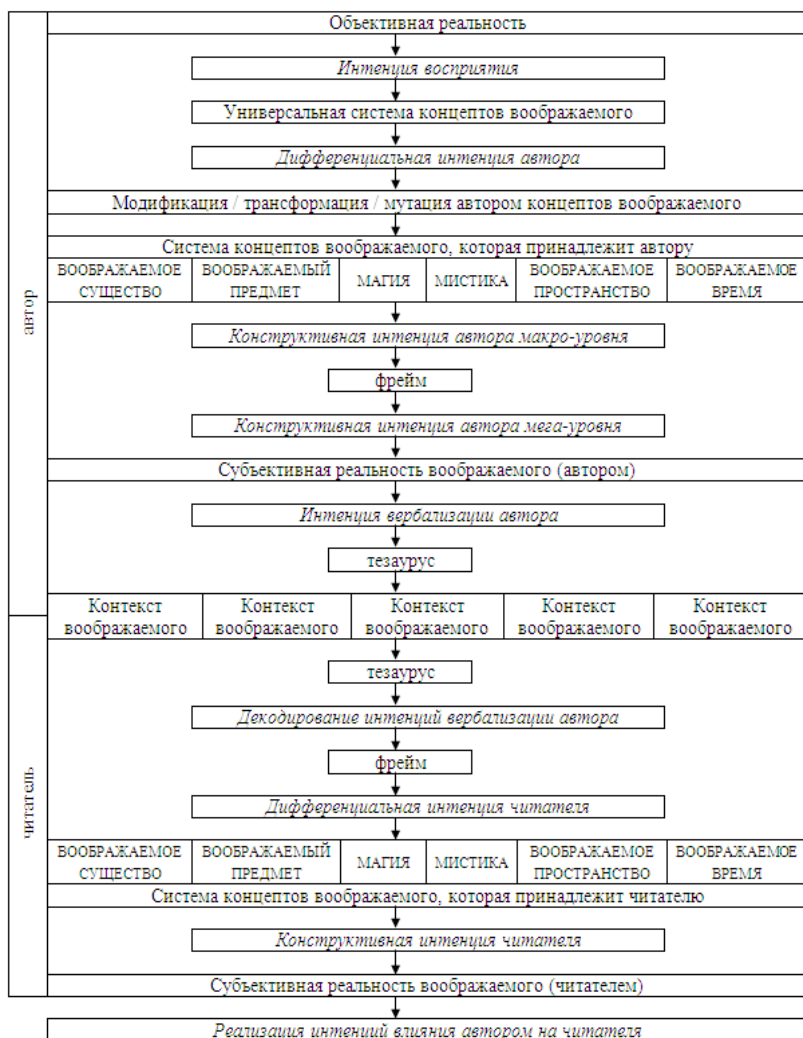 Объективная реальность
Интенция восприятия
Универсальная система концептов воображаемого
Дифференциальная интенция автора
Модификация / трансформация / мутация автором концептов воображаемого
Система концептов воображаемого, которая принадлежит автору
ВООБРАЖАЕМОЕ СУЩЕСТВО
ВООБРАЖАЕМЫЙ ПРЕДМЕТ
МАГИЯ
МИСТИКА
ВООБРАЖАЕМОЕ ПРОСТРАНСТВО
ВООБРАЖАЕМОЕ ВРЕМЯ
автор
Конструктивная интенция автора макро-уровня
фрейм
Конструктивная интенция автора мега-уровня
Субъективная реальность воображаемого (автором)
Интенция вербализации автора
тезаурус
Контекст воображаемого
Контекст воображаемого
Контекст воображаемого
Контекст воображаемого
Контекст воображаемого
тезаурус
Декодирование интенций вербализации автора
фрейм
читатель
Дифференциальная интенция читателя
ВООБРАЖАЕМОЕ СУЩЕСТВО
ВООБРАЖАЕМЫЙ ПРЕДМЕТ
МАГИЯ
МИСТИКА
ВООБРАЖАЕМОЕ ПРОСТРАНСТВО
ВООБРАЖАЕМОЕ ВРЕМЯ
Система концептов воображаемого, которая принадлежит читателю
Конструктивная интенция читателя
Субъективная реальность воображаемого (читателем)
Реализация интенций влияния автором на читателя